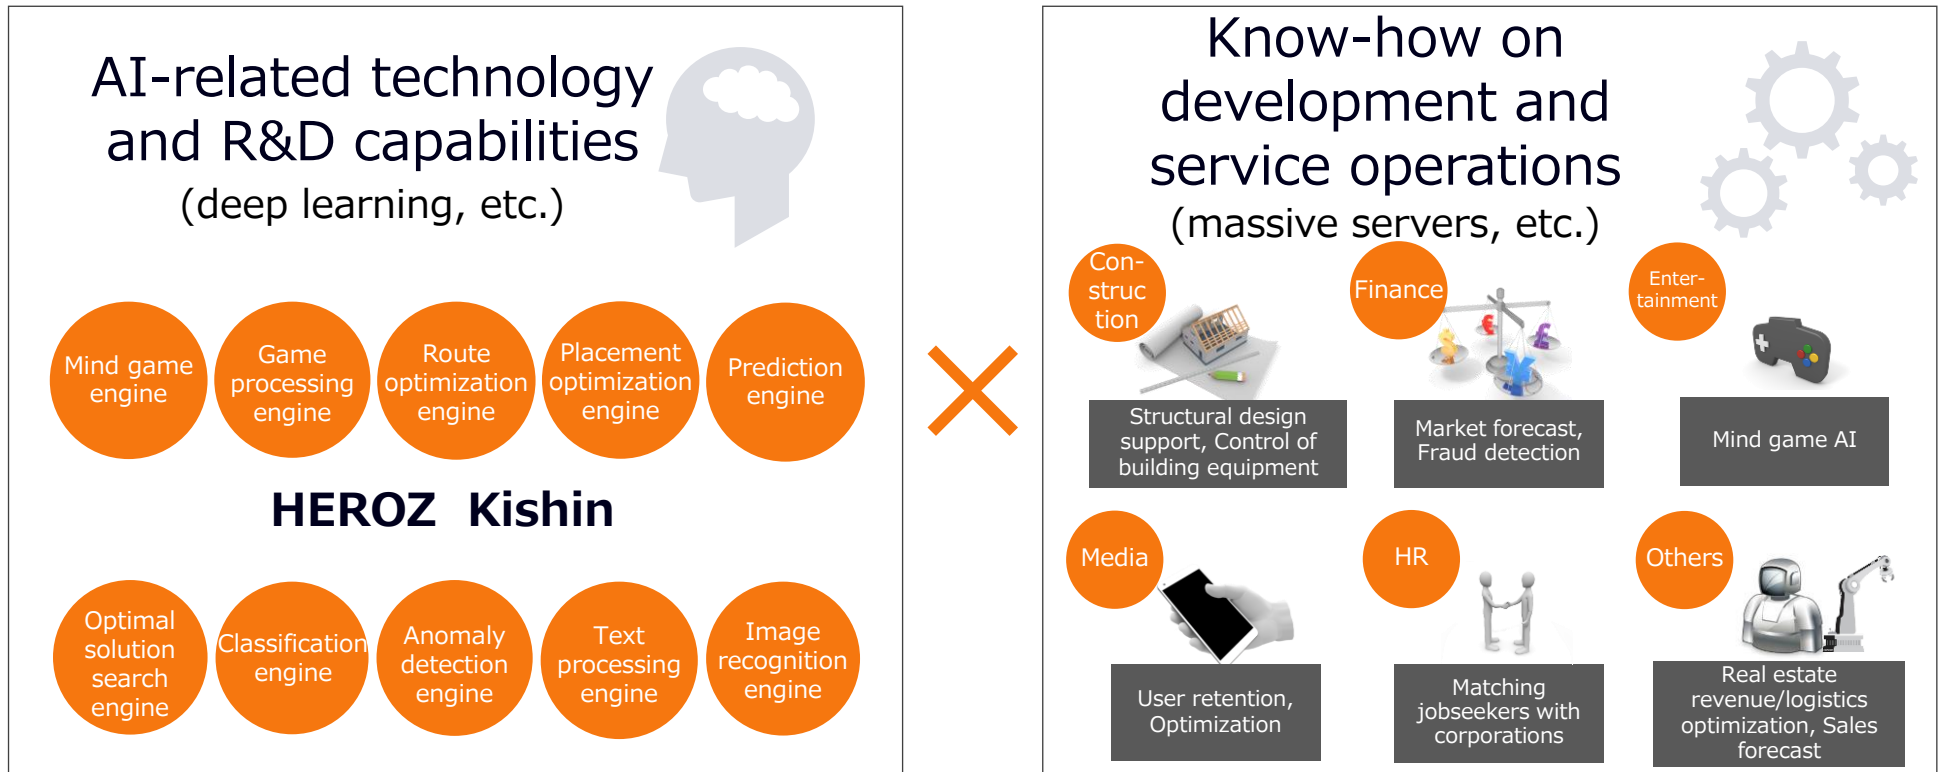 AI-related technology
and R&D capabilities
(deep learning, etc.)
Mind game
engine
Game
processing
engine
Route
optimization
engine
Placement
optimization
engine
Prediction
engine
HEROZ Kishin
Optimal
solution
search
engine
Classification
engine
Anomaly
detection
engine
Text
processing
engine
Image
recognition
engine
Know-how on
development and
service operations
(massive servers, etc.)
Con-
struc
tion
Structural design
support, Control of
building equipment
Finance
Market forecast,
Fraud detection
Enter-
tainment
Mind game AI
Media
User retention,
Optimization
HR
Matching
jobseekers with
corporations
Others
Real estate
revenue/logistics
optimization, Sales
forecast